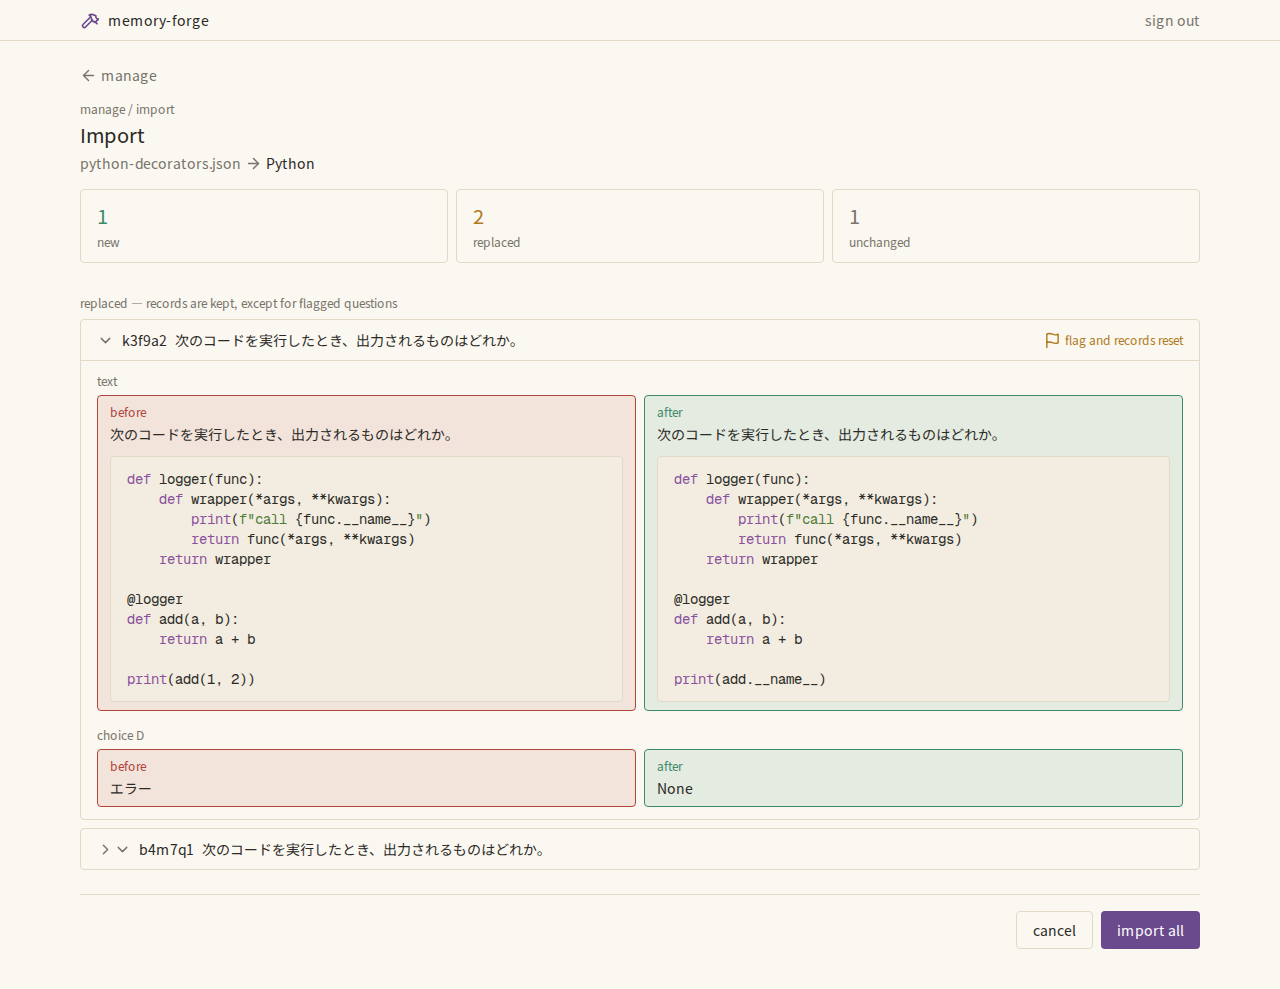 memory-forge
sign out
manage
manage / import
Import
python-decorators.json → Python
1
new
2
replaced
1
unchanged
replaced — records are kept, except for flagged questions
k3f9a2 次のコードを実行したとき、出力されるものはどれか。
flag and records reset
text
before
次のコードを実行したとき、出力されるものはどれか。
def logger(func):
    def wrapper(*args, **kwargs):
        print(f"call {func.__name__}")
        return func(*args, **kwargs)
    return wrapper
@logger
def add(a, b):
    return a + b
print(add(1, 2))
after
次のコードを実行したとき、出力されるものはどれか。
def logger(func):
    def wrapper(*args, **kwargs):
        print(f"call {func.__name__}")
        return func(*args, **kwargs)
    return wrapper
@logger
def add(a, b):
    return a + b
print(add.__name__)
choice D
before
エラー
after
None
b4m7q1 次のコードを実行したとき、出力されるものはどれか。
cancel
import all